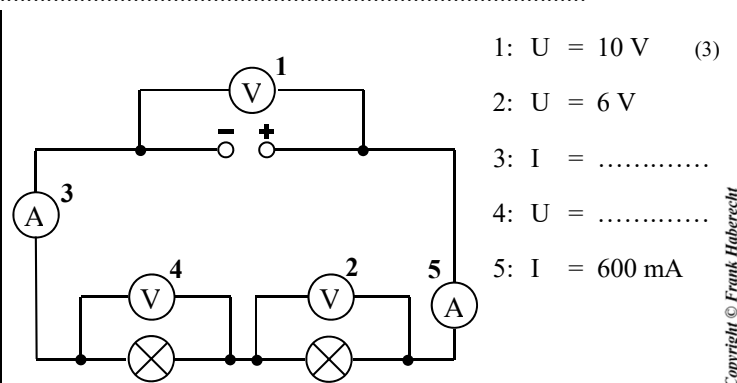 ................................................................................
1
1: U = 10 V (3)
V
2: U = 6 V
- +
3
3: I = ….….……
A
4: U = ….….……
4
2
5
5: I = 600 mA
V
V
A
Copyright © Frank Haberecht